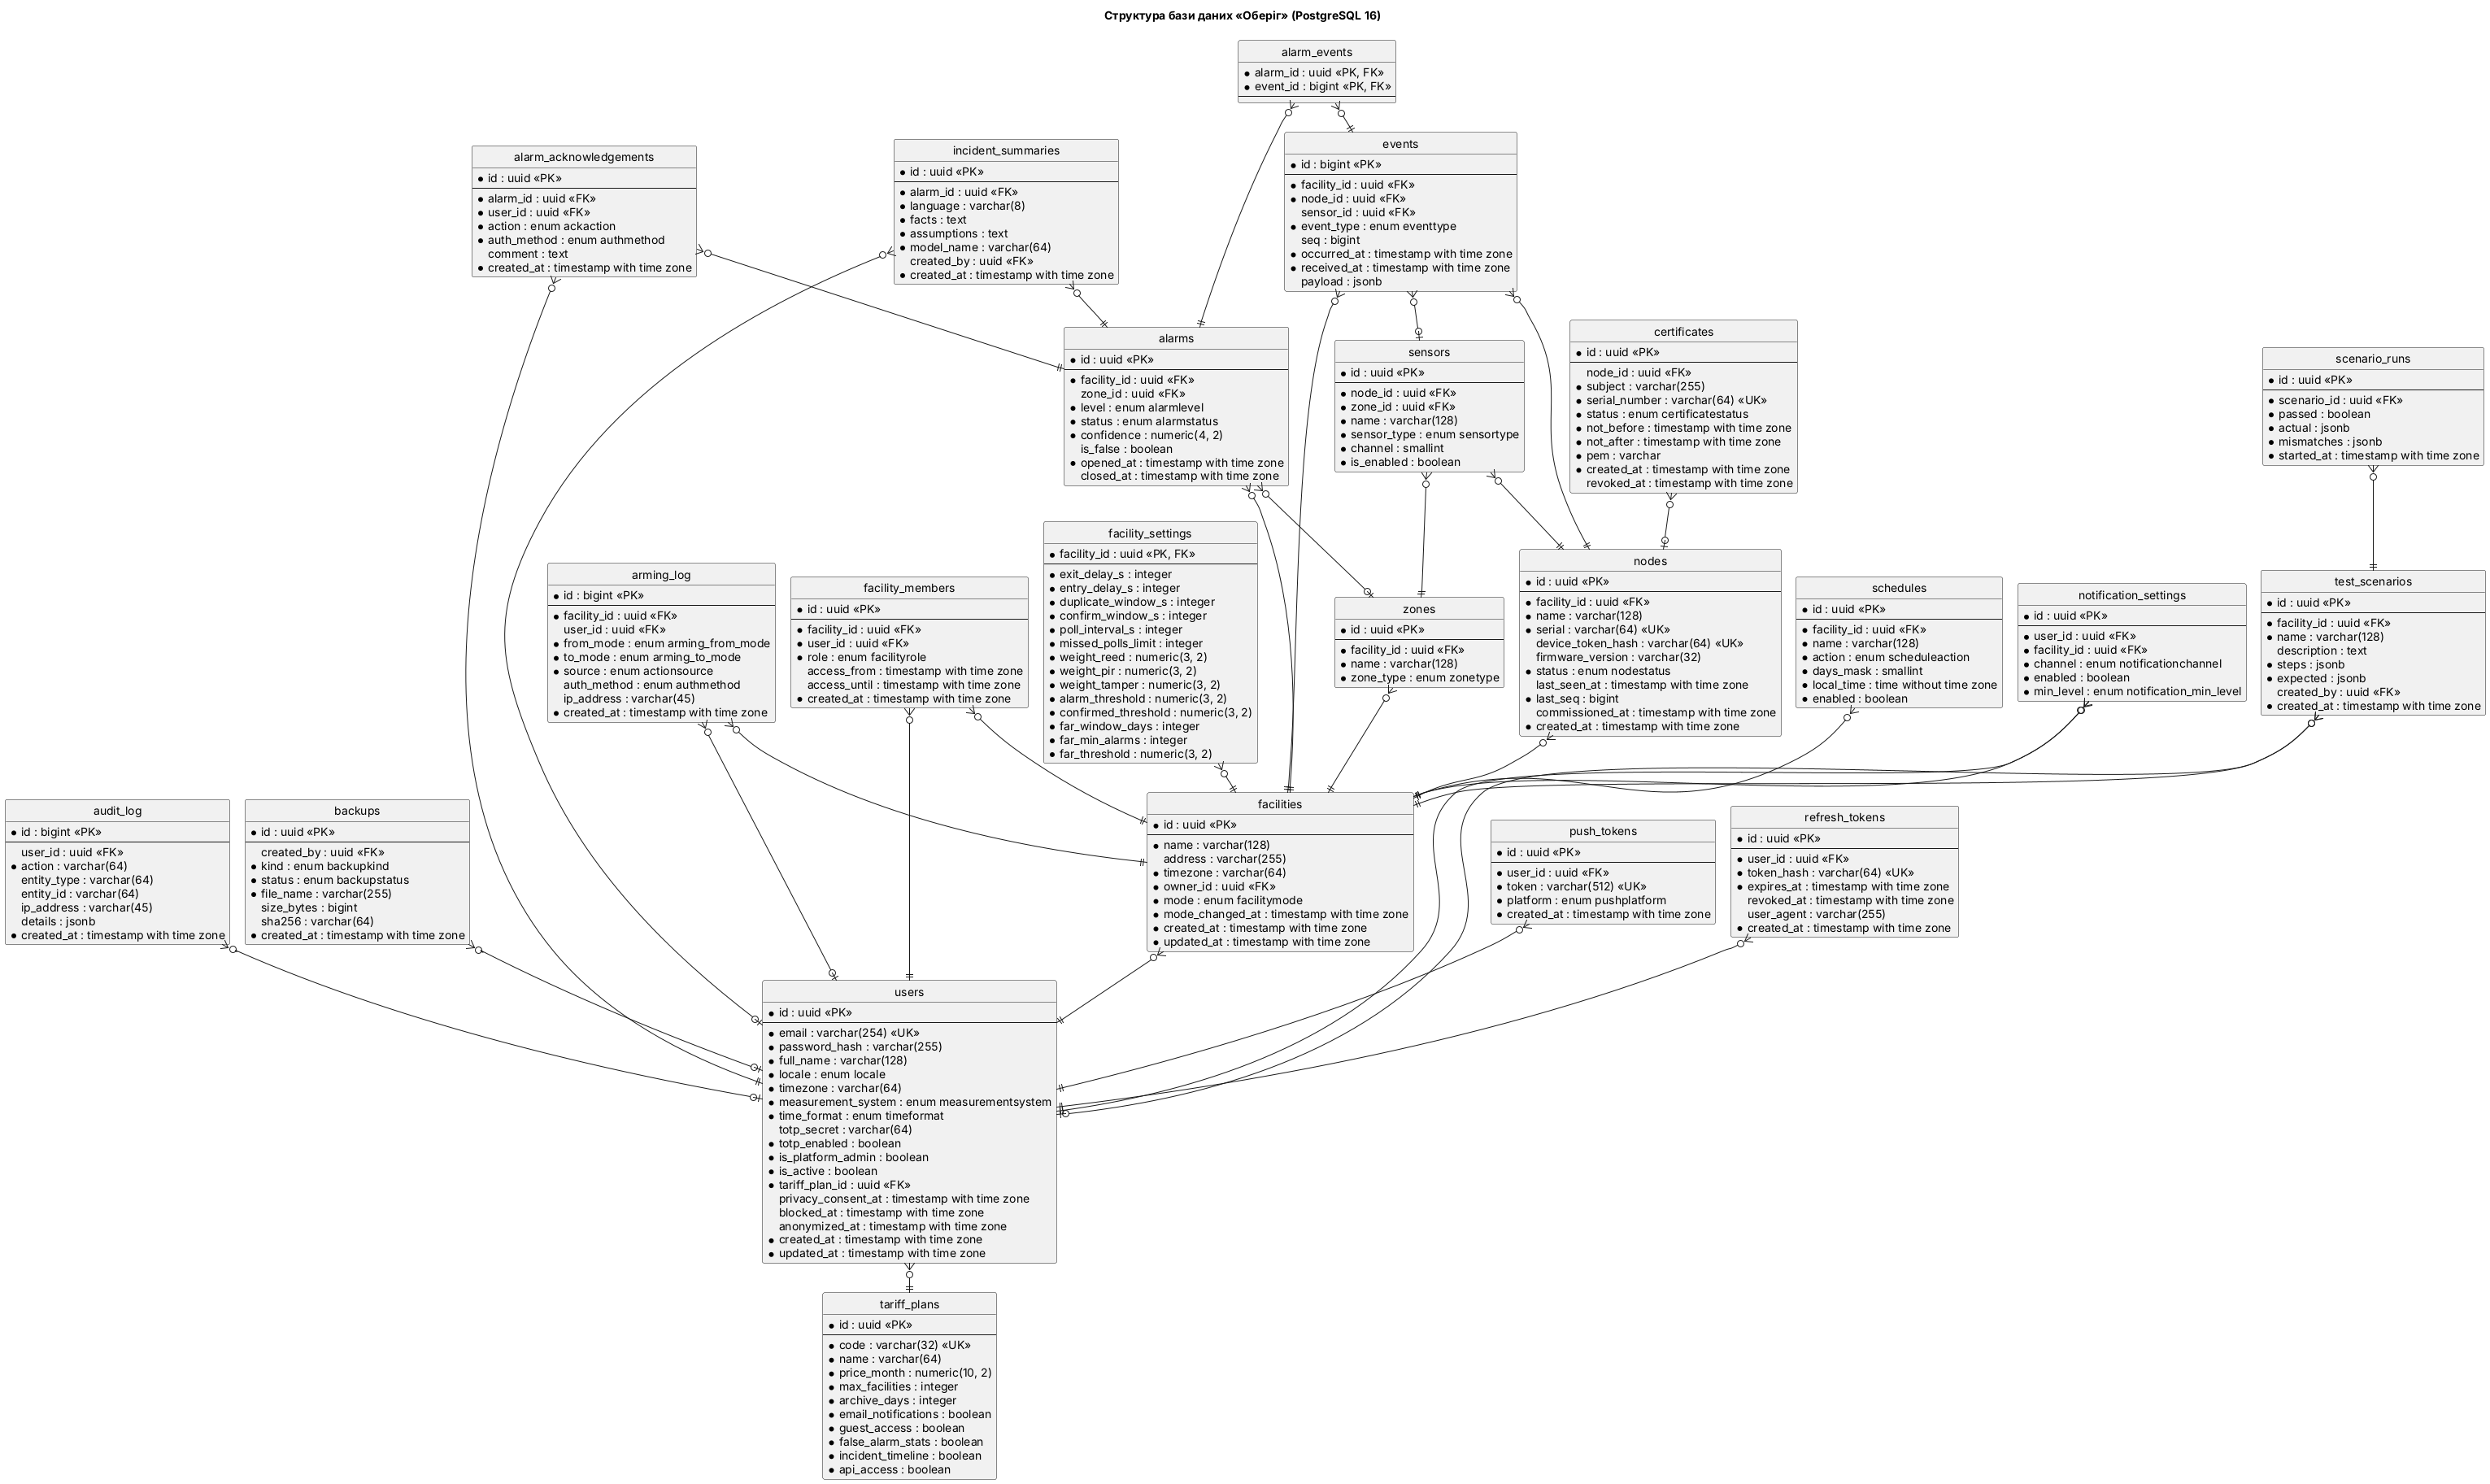 Структура бази даних «Оберіг» (PostgreSQL 16)
alarm_events
* alarm_id : uuid «PK, FK»
* event_id : bigint «PK, FK»
alarm_acknowledgements
* id : uuid «PK»
* alarm_id : uuid «FK»
* user_id : uuid «FK»
* action : enum ackaction
* auth_method : enum authmethod
comment : text
* created_at : timestamp with time zone
incident_summaries
* id : uuid «PK»
* alarm_id : uuid «FK»
* language : varchar(8)
* facts : text
* assumptions : text
* model_name : varchar(64)
created_by : uuid «FK»
* created_at : timestamp with time zone
events
* id : bigint «PK»
* facility_id : uuid «FK»
* node_id : uuid «FK»
sensor_id : uuid «FK»
* event_type : enum eventtype
seq : bigint
* occurred_at : timestamp with time zone
* received_at : timestamp with time zone
payload : jsonb
alarms
* id : uuid «PK»
* facility_id : uuid «FK»
zone_id : uuid «FK»
* level : enum alarmlevel
* status : enum alarmstatus
* confidence : numeric(4, 2)
is_false : boolean
* opened_at : timestamp with time zone
closed_at : timestamp with time zone
sensors
* id : uuid «PK»
* node_id : uuid «FK»
* zone_id : uuid «FK»
* name : varchar(128)
* sensor_type : enum sensortype
* channel : smallint
* is_enabled : boolean
certificates
* id : uuid «PK»
node_id : uuid «FK»
* subject : varchar(255)
* serial_number : varchar(64) «UK»
* status : enum certificatestatus
* not_before : timestamp with time zone
* not_after : timestamp with time zone
* pem : varchar
* created_at : timestamp with time zone
revoked_at : timestamp with time zone
scenario_runs
* id : uuid «PK»
* scenario_id : uuid «FK»
* passed : boolean
* actual : jsonb
* mismatches : jsonb
* started_at : timestamp with time zone
arming_log
* id : bigint «PK»
* facility_id : uuid «FK»
user_id : uuid «FK»
* from_mode : enum arming_from_mode
* to_mode : enum arming_to_mode
* source : enum actionsource
auth_method : enum authmethod
ip_address : varchar(45)
* created_at : timestamp with time zone
facility_members
* id : uuid «PK»
* facility_id : uuid «FK»
* user_id : uuid «FK»
* role : enum facilityrole
access_from : timestamp with time zone
access_until : timestamp with time zone
* created_at : timestamp with time zone
facility_settings
* facility_id : uuid «PK, FK»
* exit_delay_s : integer
* entry_delay_s : integer
* duplicate_window_s : integer
* confirm_window_s : integer
* poll_interval_s : integer
* missed_polls_limit : integer
* weight_reed : numeric(3, 2)
* weight_pir : numeric(3, 2)
* weight_tamper : numeric(3, 2)
* alarm_threshold : numeric(3, 2)
* confirmed_threshold : numeric(3, 2)
* far_window_days : integer
* far_min_alarms : integer
* far_threshold : numeric(3, 2)
zones
* id : uuid «PK»
* facility_id : uuid «FK»
* name : varchar(128)
* zone_type : enum zonetype
nodes
* id : uuid «PK»
* facility_id : uuid «FK»
* name : varchar(128)
* serial : varchar(64) «UK»
device_token_hash : varchar(64) «UK»
firmware_version : varchar(32)
* status : enum nodestatus
last_seen_at : timestamp with time zone
* last_seq : bigint
commissioned_at : timestamp with time zone
* created_at : timestamp with time zone
schedules
* id : uuid «PK»
* facility_id : uuid «FK»
* name : varchar(128)
* action : enum scheduleaction
* days_mask : smallint
* local_time : time without time zone
* enabled : boolean
notification_settings
* id : uuid «PK»
* user_id : uuid «FK»
* facility_id : uuid «FK»
* channel : enum notificationchannel
* enabled : boolean
* min_level : enum notification_min_level
test_scenarios
* id : uuid «PK»
* facility_id : uuid «FK»
* name : varchar(128)
description : text
* steps : jsonb
* expected : jsonb
created_by : uuid «FK»
* created_at : timestamp with time zone
audit_log
* id : bigint «PK»
user_id : uuid «FK»
* action : varchar(64)
entity_type : varchar(64)
entity_id : varchar(64)
ip_address : varchar(45)
details : jsonb
* created_at : timestamp with time zone
backups
* id : uuid «PK»
created_by : uuid «FK»
* kind : enum backupkind
* status : enum backupstatus
* file_name : varchar(255)
size_bytes : bigint
sha256 : varchar(64)
* created_at : timestamp with time zone
facilities
* id : uuid «PK»
* name : varchar(128)
address : varchar(255)
* timezone : varchar(64)
* owner_id : uuid «FK»
* mode : enum facilitymode
* mode_changed_at : timestamp with time zone
* created_at : timestamp with time zone
* updated_at : timestamp with time zone
push_tokens
* id : uuid «PK»
* user_id : uuid «FK»
* token : varchar(512) «UK»
* platform : enum pushplatform
* created_at : timestamp with time zone
refresh_tokens
* id : uuid «PK»
* user_id : uuid «FK»
* token_hash : varchar(64) «UK»
* expires_at : timestamp with time zone
revoked_at : timestamp with time zone
user_agent : varchar(255)
* created_at : timestamp with time zone
users
* id : uuid «PK»
* email : varchar(254) «UK»
* password_hash : varchar(255)
* full_name : varchar(128)
* locale : enum locale
* timezone : varchar(64)
* measurement_system : enum measurementsystem
* time_format : enum timeformat
totp_secret : varchar(64)
* totp_enabled : boolean
* is_platform_admin : boolean
* is_active : boolean
* tariff_plan_id : uuid «FK»
privacy_consent_at : timestamp with time zone
blocked_at : timestamp with time zone
anonymized_at : timestamp with time zone
* created_at : timestamp with time zone
* updated_at : timestamp with time zone
tariff_plans
* id : uuid «PK»
* code : varchar(32) «UK»
* name : varchar(64)
* price_month : numeric(10, 2)
* max_facilities : integer
* archive_days : integer
* email_notifications : boolean
* guest_access : boolean
* false_alarm_stats : boolean
* incident_timeline : boolean
* api_access : boolean